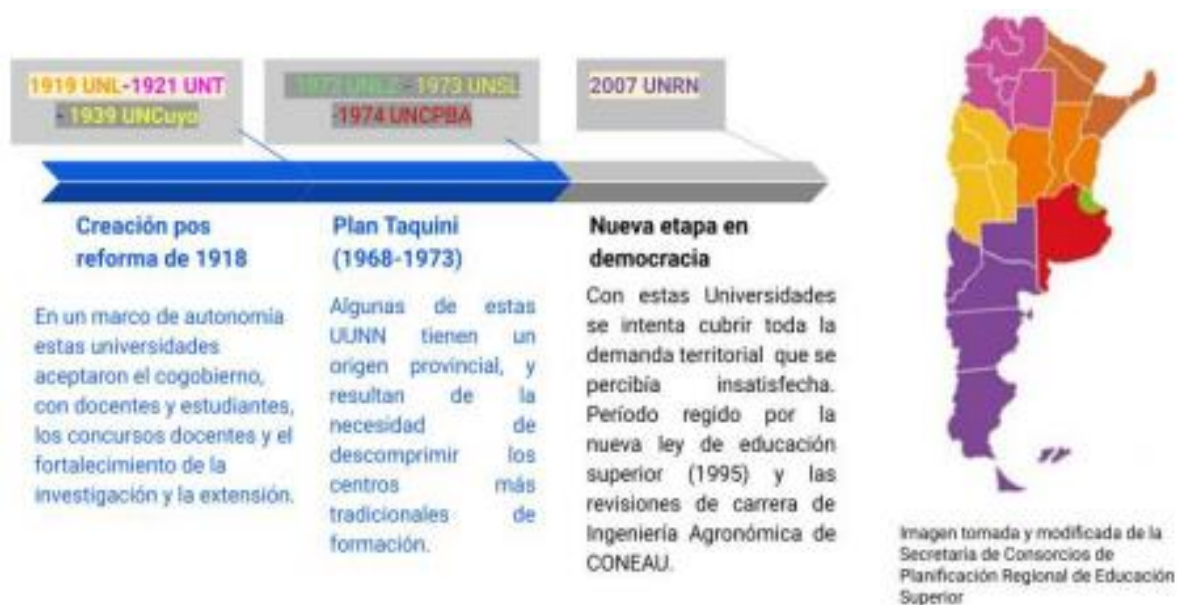 1919 UNL-1921 UNT
- 1939 UNCuyo
- 1973 UNSL
-1974 UNCPBA
2007 UNRN
Creación pos
reforma de 1918
En un marco de autonomía
estas universidades
aceptaron el cogobierno,
con docentes y estudiantes,
los concursos docentes y el
fortalecimiento de la
investigación y la extensión.
Plan Taquini
(1968-1973)
Algunas de estas
UUNN tienen un
origen provincial, y
resultan de la
necesidad de
descomprimir los
centros más
tradicionales de
formación.
Nueva etapa en
democracia
Con estas Universidades
se intenta cubrir toda la
demanda territorial que se
percibía insatisfecha.
Período regido por la
nueva ley de educación
superior (1995) y las
revisiones de carrera de
Ingeniería Agronómica de
CONEAU.
Imagen tomada y modificada de la
Secretaria de Consorcios de
Planificación Regional de Educación
Superior